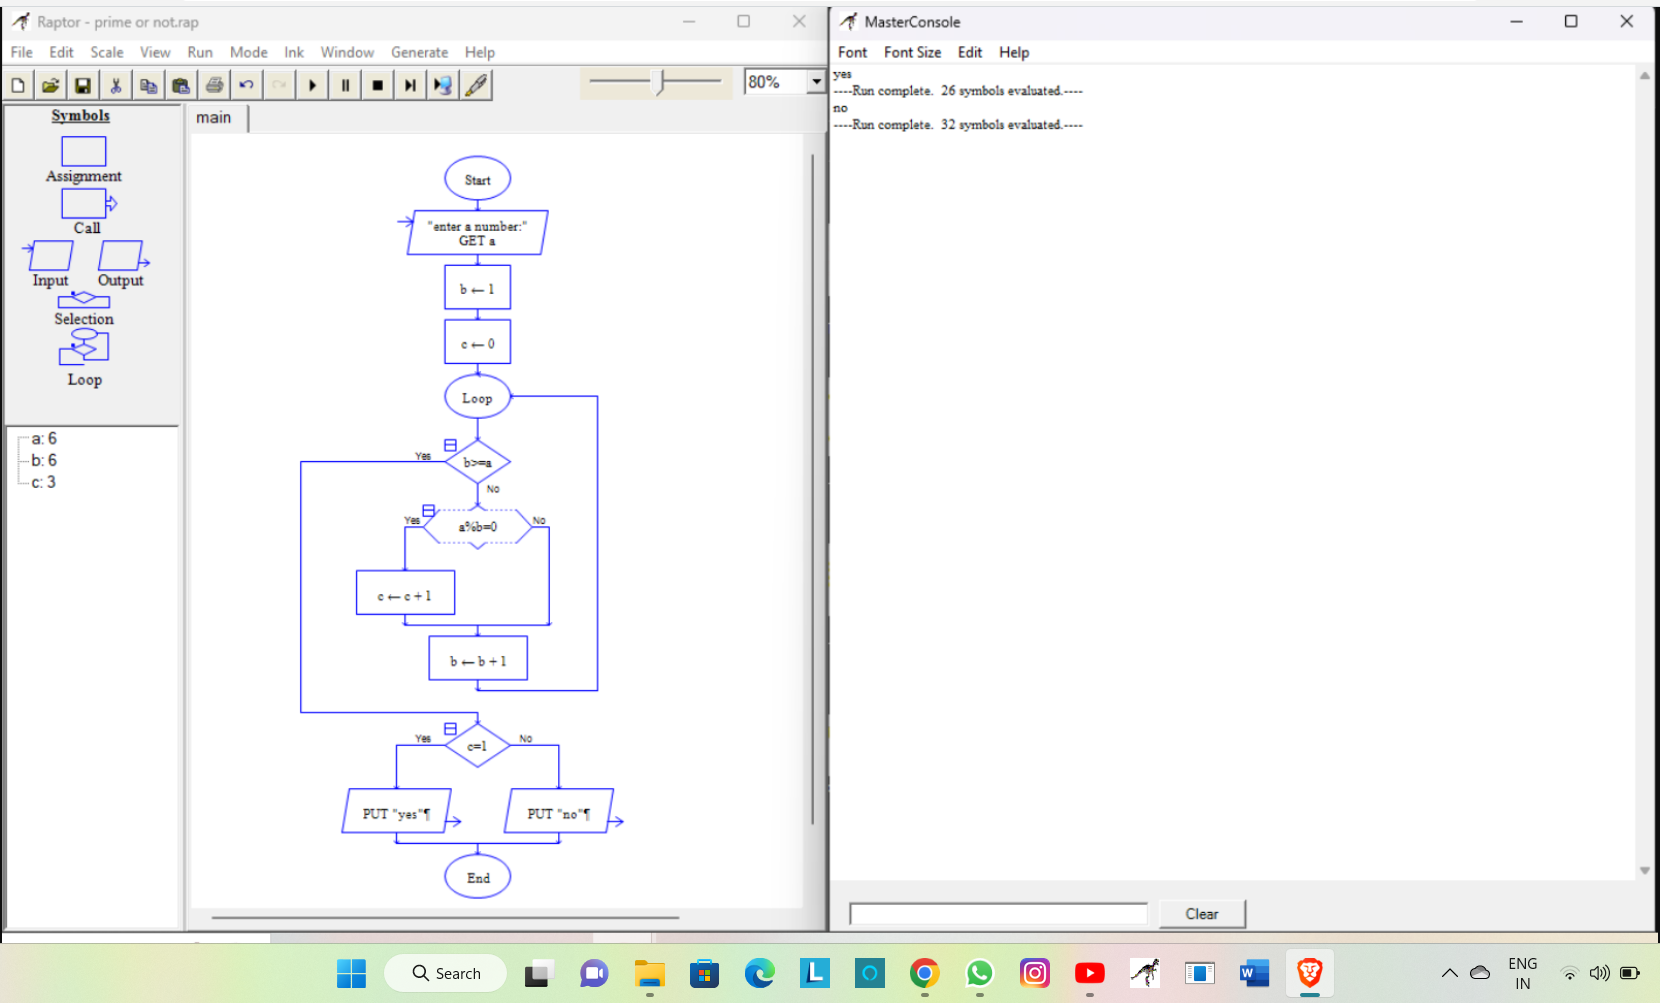 Raptor - prime or not.rap
File Edit Scale View Run Mode Ink Window Generate Help
80%
Symbols
Assignment
Call
Input Output
Selection
Loop
a: 6
b: 6
c: 3
main
Start
"enter a number:"
GET a
b ← 1
c ← 0
Loop
b>=a
Yes
No
a%b=0
Yes
No
c ← c + 1
b ← b + 1
c=1
Yes
No
PUT "yes"¶
PUT "no"¶
End
MasterConsole
Font Font Size Edit Help
yes
----Run complete. 26 symbols evaluated.----
no
----Run complete. 32 symbols evaluated.----
Clear
Search
L
W
ENG
IN